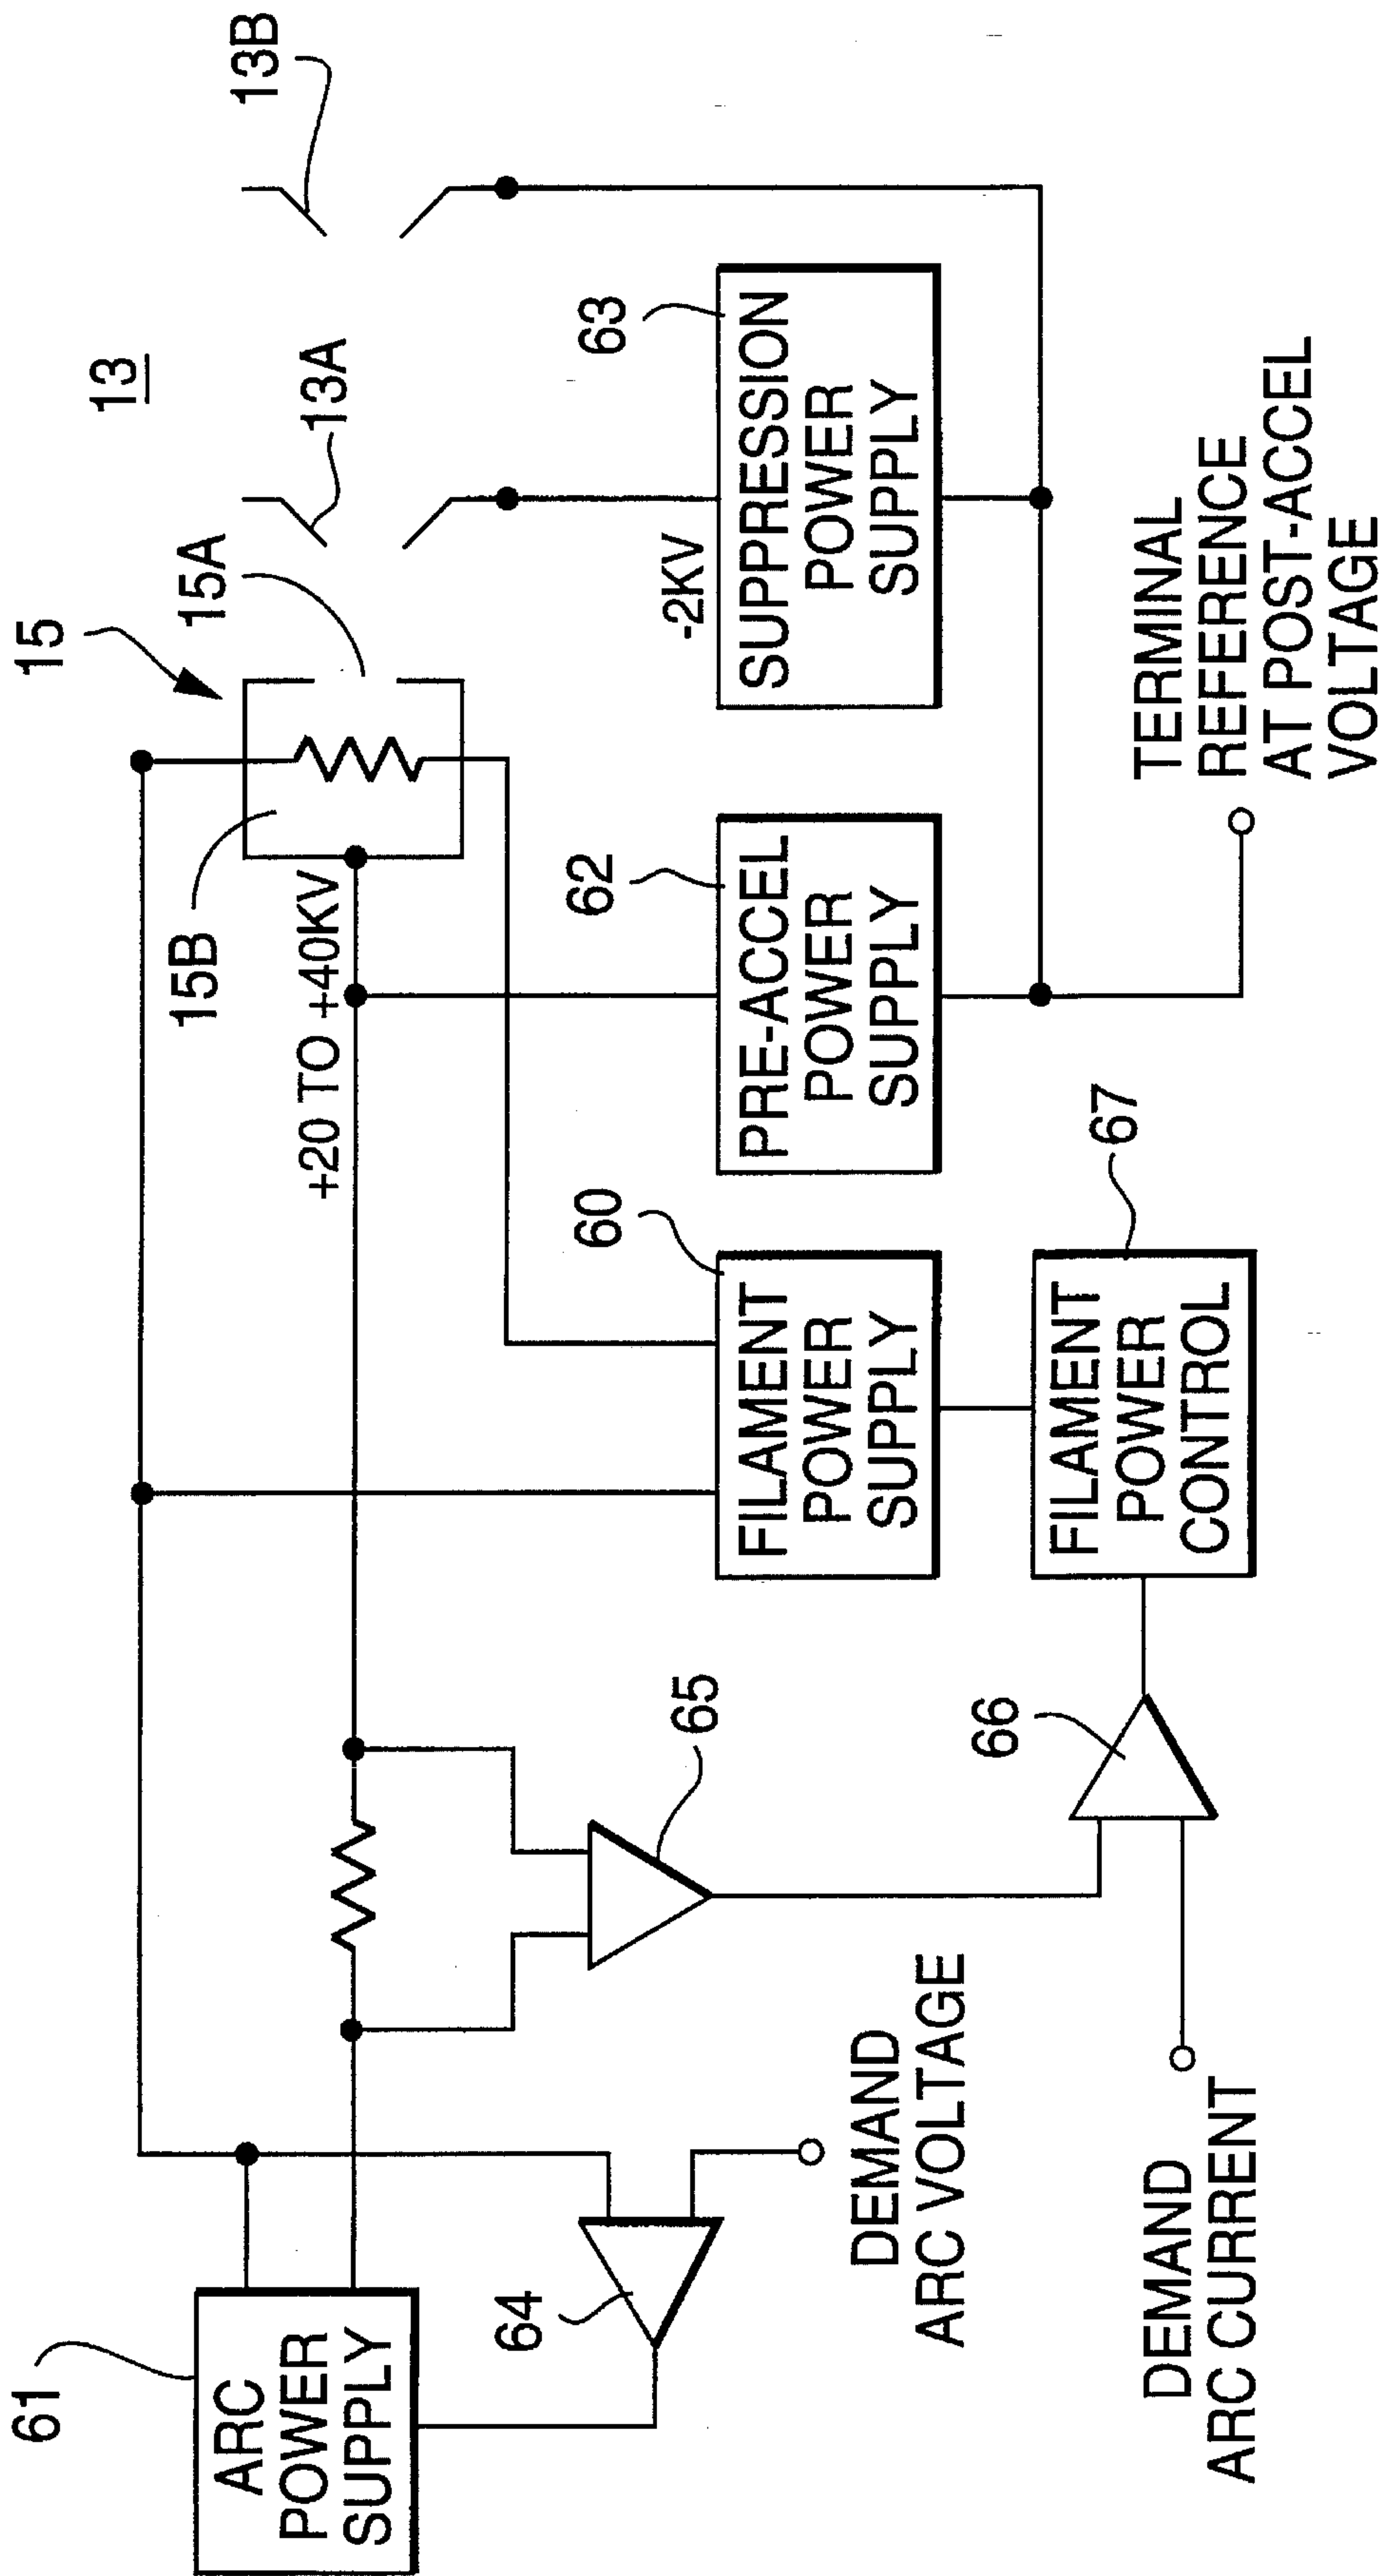 13
13B
13A
15
15A
15B
+20 TO +40KV
-2KV
61
ARC
POWER
SUPPLY
60
FILAMENT
POWER
SUPPLY
62
PRE-ACCEL
POWER
SUPPLY
63
SUPPRESSION
POWER
SUPPLY
64
65
DEMAND
ARC VOLTAGE
66
67
FILAMENT
POWER
CONTROL
DEMAND
ARC CURRENT
TERMINAL
REFERENCE
AT POST-ACCEL
VOLTAGE